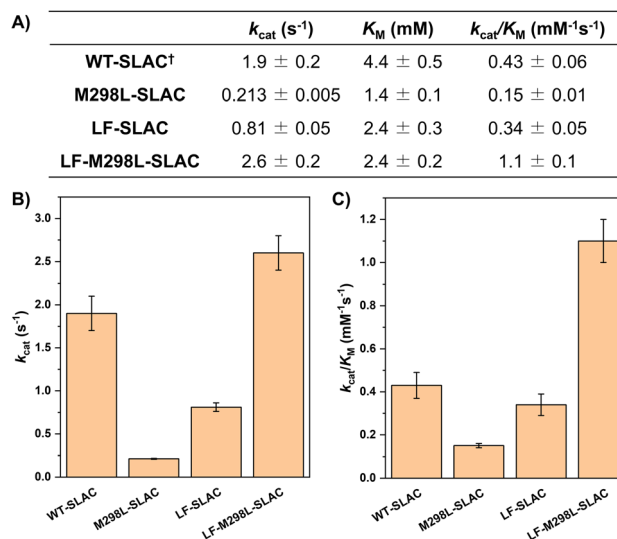 A)
kcat (s-1) KM (mM) kcat/KM (mM-1s-1)
WT-SLAC† 1.9 ± 0.2 4.4 ± 0.5 0.43 ± 0.06
M298L-SLAC 0.213 ± 0.005 1.4 ± 0.1 0.15 ± 0.01
LF-SLAC 0.81 ± 0.05 2.4 ± 0.3 0.34 ± 0.05
LF-M298L-SLAC 2.6 ± 0.2 2.4 ± 0.2 1.1 ± 0.1
B)
kcat (s-1)
3.0
2.5
2.0
1.5
1.0
0.5
0.0
WT-SLAC
M298L-SLAC
LF-SLAC
LF-M298L-SLAC
C)
kcat/KM (mM-1s-1)
1.2
1.0
0.8
0.6
0.4
0.2
0.0
WT-SLAC
M298L-SLAC
LF-SLAC
LF-M298L-SLAC